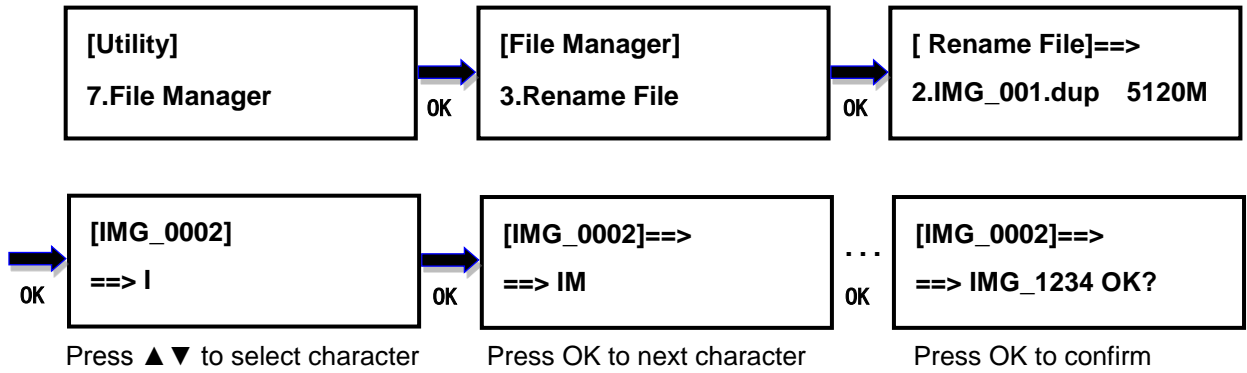 [Utility]
7.File Manager
OK
[File Manager]
3.Rename File
OK
[ Rename File]==>
2.IMG_001.dup 5120M
OK
[IMG_0002]
==> I
Press ▲▼ to select character
OK
[IMG_0002]==>
==> IM
Press OK to next character
...
OK
[IMG_0002]==>
==> IMG_1234 OK?
Press OK to confirm